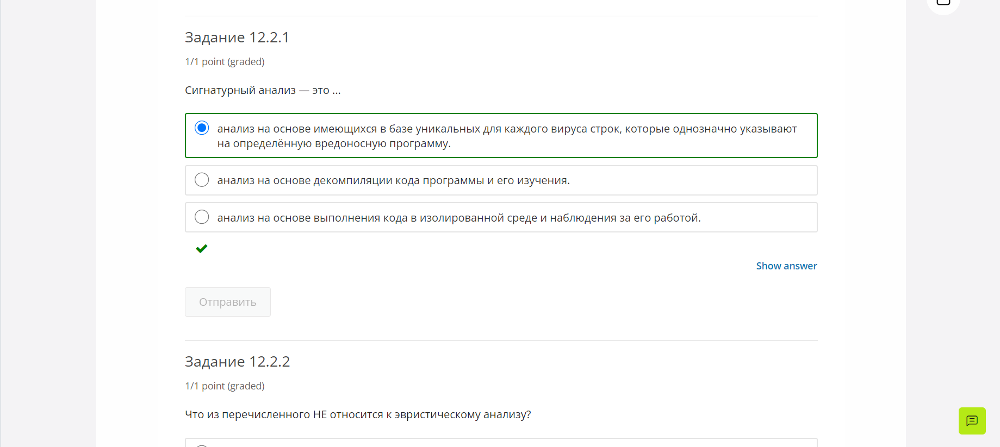 Задание 12.2.1
1/1 point (graded)
Сигнатурный анализ — это ...
анализ на основе имеющихся в базе уникальных для каждого вируса строк, которые однозначно указывают
на определённую вредоносную программу.
анализ на основе декомпиляции кода программы и его изучения.
анализ на основе выполнения кода в изолированной среде и наблюдения за его работой.
Show answer
Отправить
Задание 12.2.2
1/1 point (graded)
Что из перечисленного НЕ относится к эвристическому анализу?